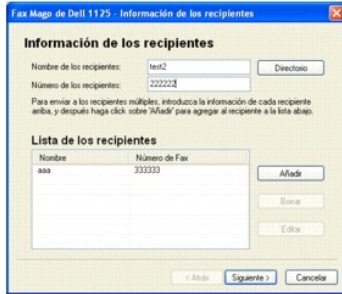 Fax Mago de Dell 1125 - Información de los recipientes
Información de los recipientes
Nombre de los recipientes: test2 Directorio
Número de los recipientes: 222222
Para enviar a los recipientes múltiples, introduzca la información de cada recipiente
arriba, y después haga click sobre 'Añadir' para agregar al recipiente a la lista abajo.
Lista de los recipientes
Nombre Número de Fax
aaa 333333
Añadir
Borrar
Editar
< Atrás Siguiente > Cancelar